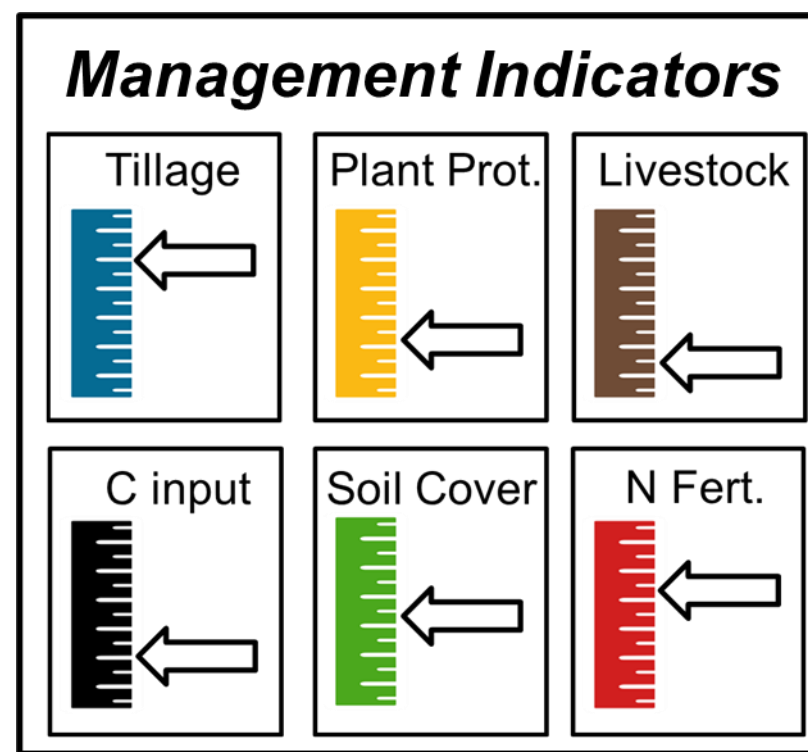 Management Indicators
Tillage
Plant Prot.
Livestock
C input
Soil Cover
N Fert.